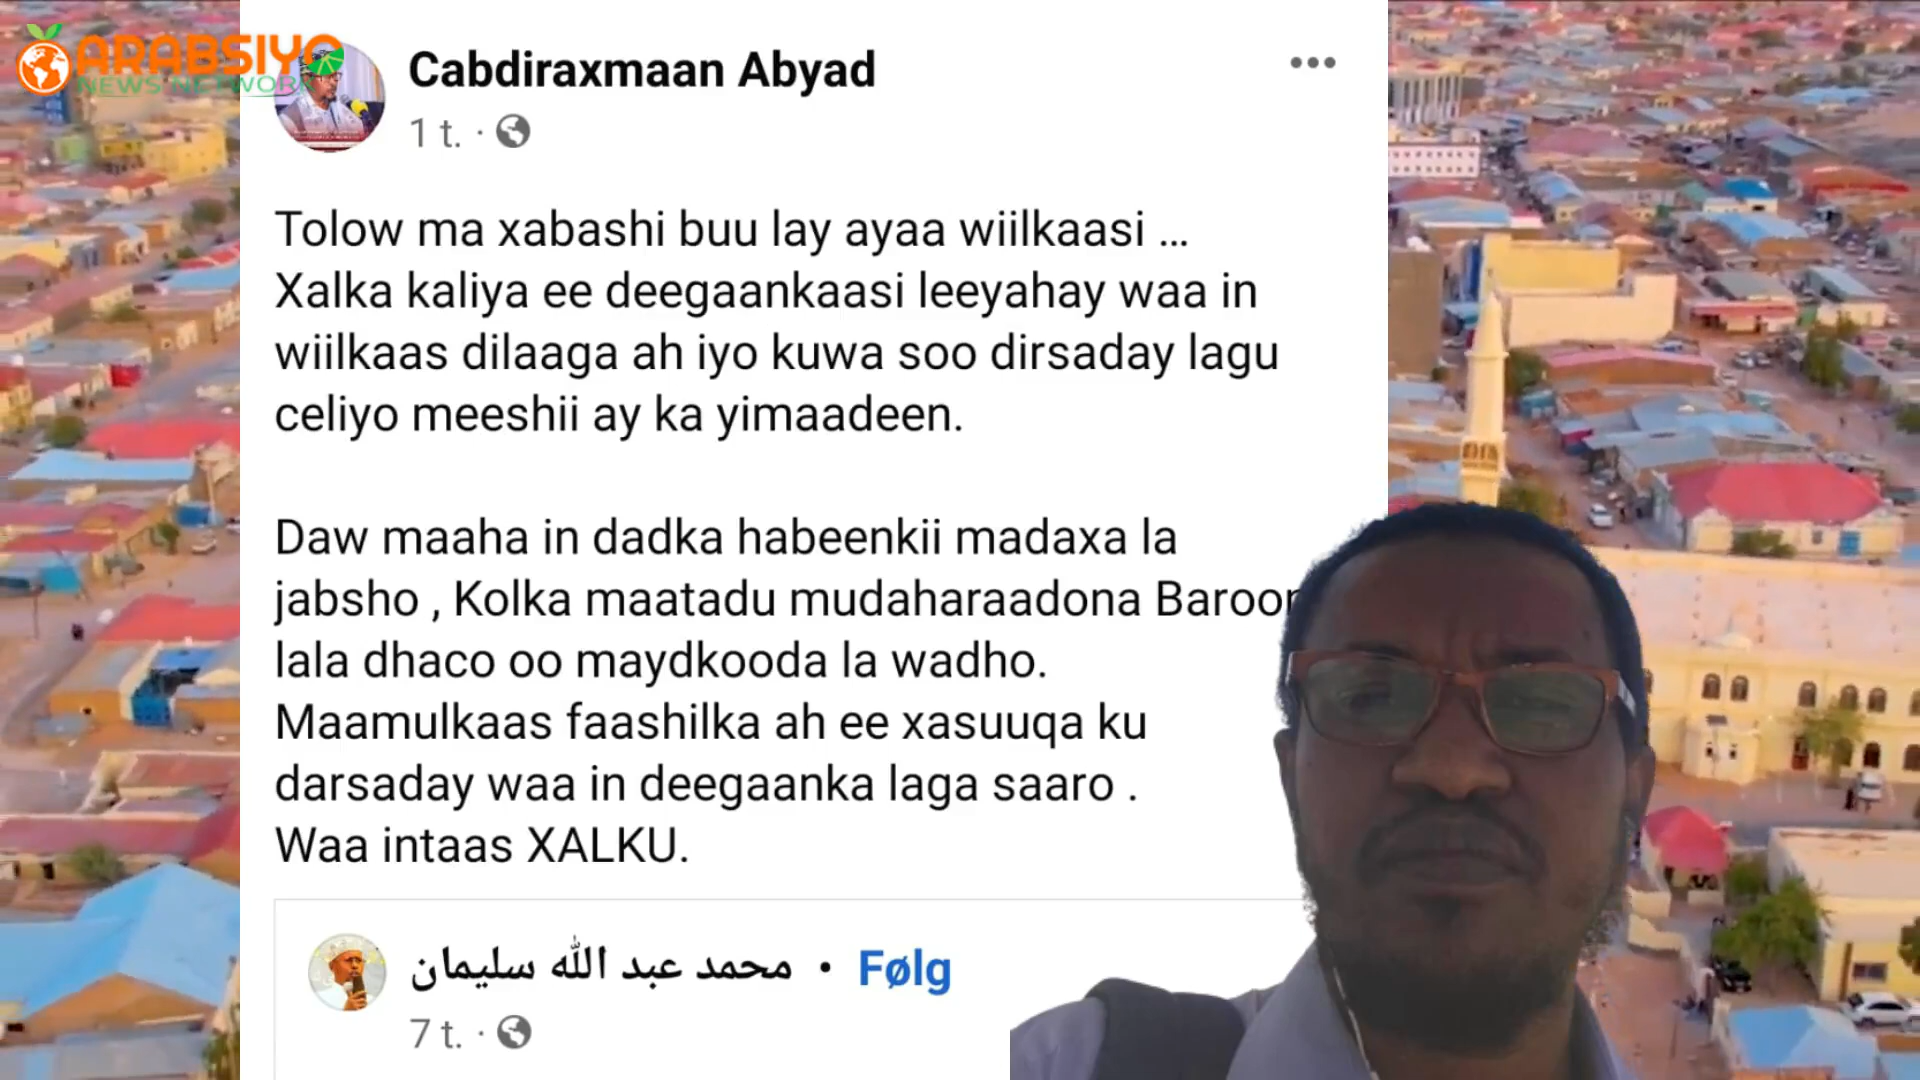 ARABSIYO
NEWS NETWORK
Cabdiraxmaan Abyad
1 t. ·
Tolow ma xabashi buu lay ayaa wiilkaasi ...
Xalka kaliya ee deegaankaasi leeyahay waa in
wiilkaas dilaaga ah iyo kuwa soo dirsaday lagu
celiyo meeshii ay ka yimaadeen.
Daw maaha in dadka habeenkii madaxa la
jabsho , Kolka maatadu mudaharaadona Baroor
lala dhaco oo maydkooda la wadho.
Maamulkaas faashilka ah ee xasuuqa ku
darsaday waa in deegaanka laga saaro .
Waa intaas XALKU.
محمد عبد الله سليمان • Følg
7 t. ·